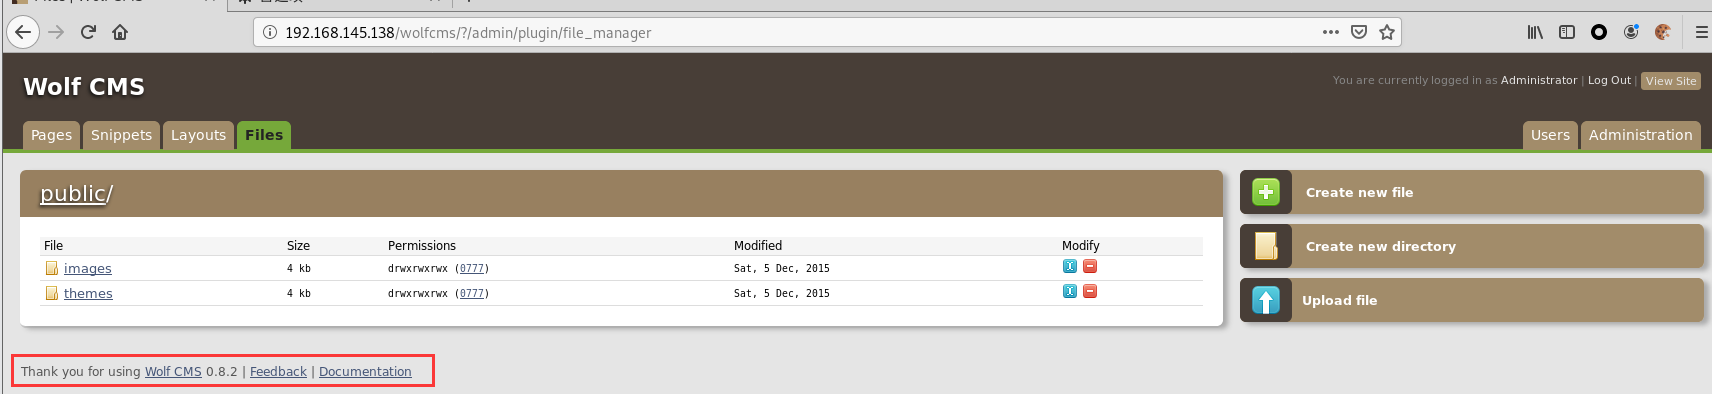 192.168.145.138/wolfcms/?/admin/plugin/file_manager
Wolf CMS
You are currently logged in as Administrator | Log Out | View Site
Pages Snippets Layouts Files Users Administration
public/
File Size Permissions Modified Modify
images 4 kb drwxrwxrwx (0777) Sat, 5 Dec, 2015
themes 4 kb drwxrwxrwx (0777) Sat, 5 Dec, 2015
Create new file
Create new directory
Upload file
Thank you for using Wolf CMS 0.8.2 | Feedback | Documentation